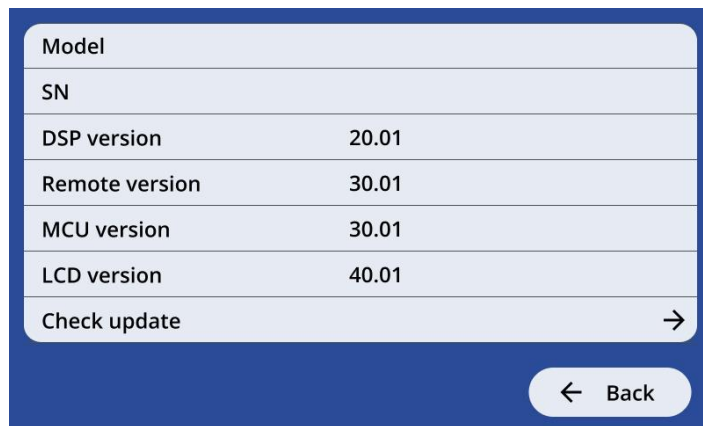 Model
SN
DSP version 20.01
Remote version 30.01
MCU version 30.01
LCD version 40.01
Check update →
← Back